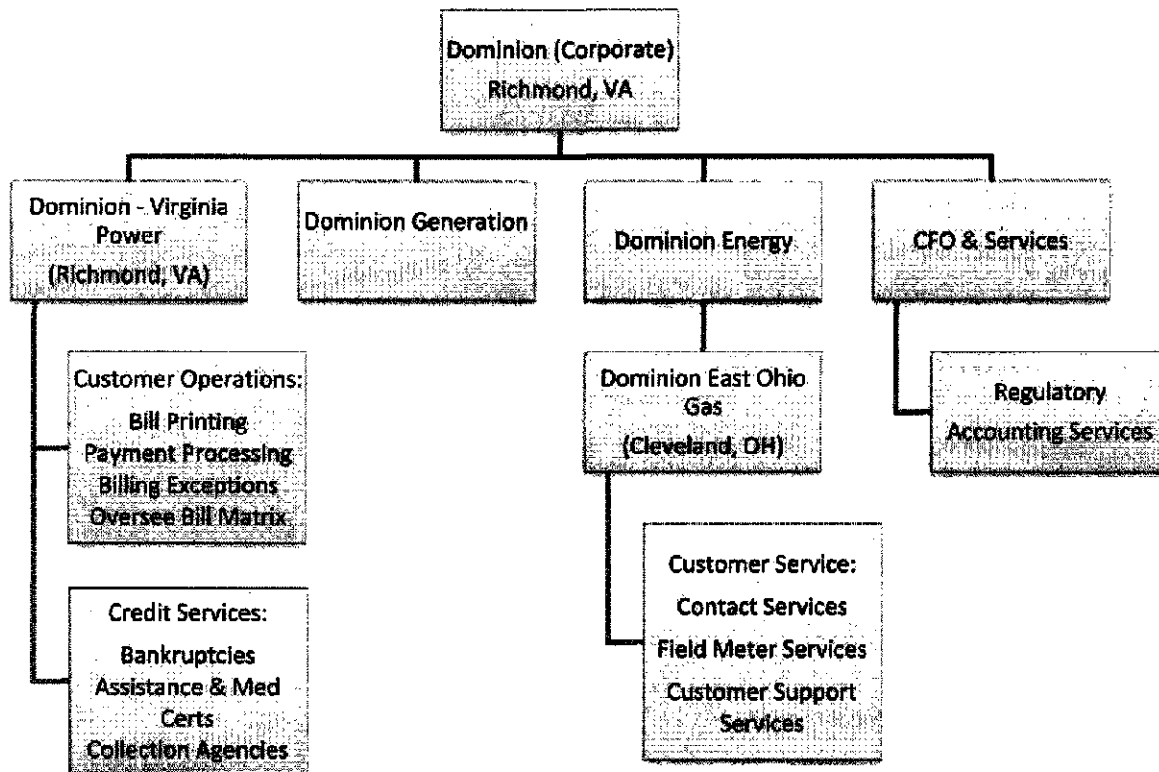 Dominion (Corporate)
Richmond, VA
Dominion - Virginia
Power
(Richmond, VA)
Dominion Generation
Dominion Energy
CFO & Services
Customer Operations:
Bill Printing
Payment Processing
Billing Exceptions
Oversee Bill Matrix
Dominion East Ohio
Gas
(Cleveland, OH)
Regulatory
Accounting Services
Credit Services:
Bankruptcies
Assistance & Med
Certs
Collection Agencies
Customer Service:
Contact Services
Field Meter Services
Customer Support
Services